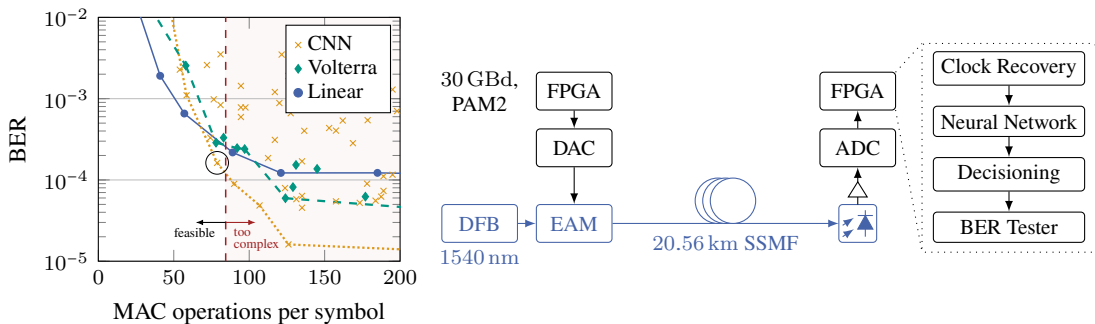 10⁻²
10⁻³
10⁻⁴
10⁻⁵
BER
0
50
100
150
200
MAC operations per symbol
CNN
Volterra
Linear
feasible
too
complex
30 GBd,
PAM2
FPGA
DAC
DFB
EAM
1540 nm
20.56 km SSMF
FPGA
ADC
Clock Recovery
Neural Network
Decisioning
BER Tester